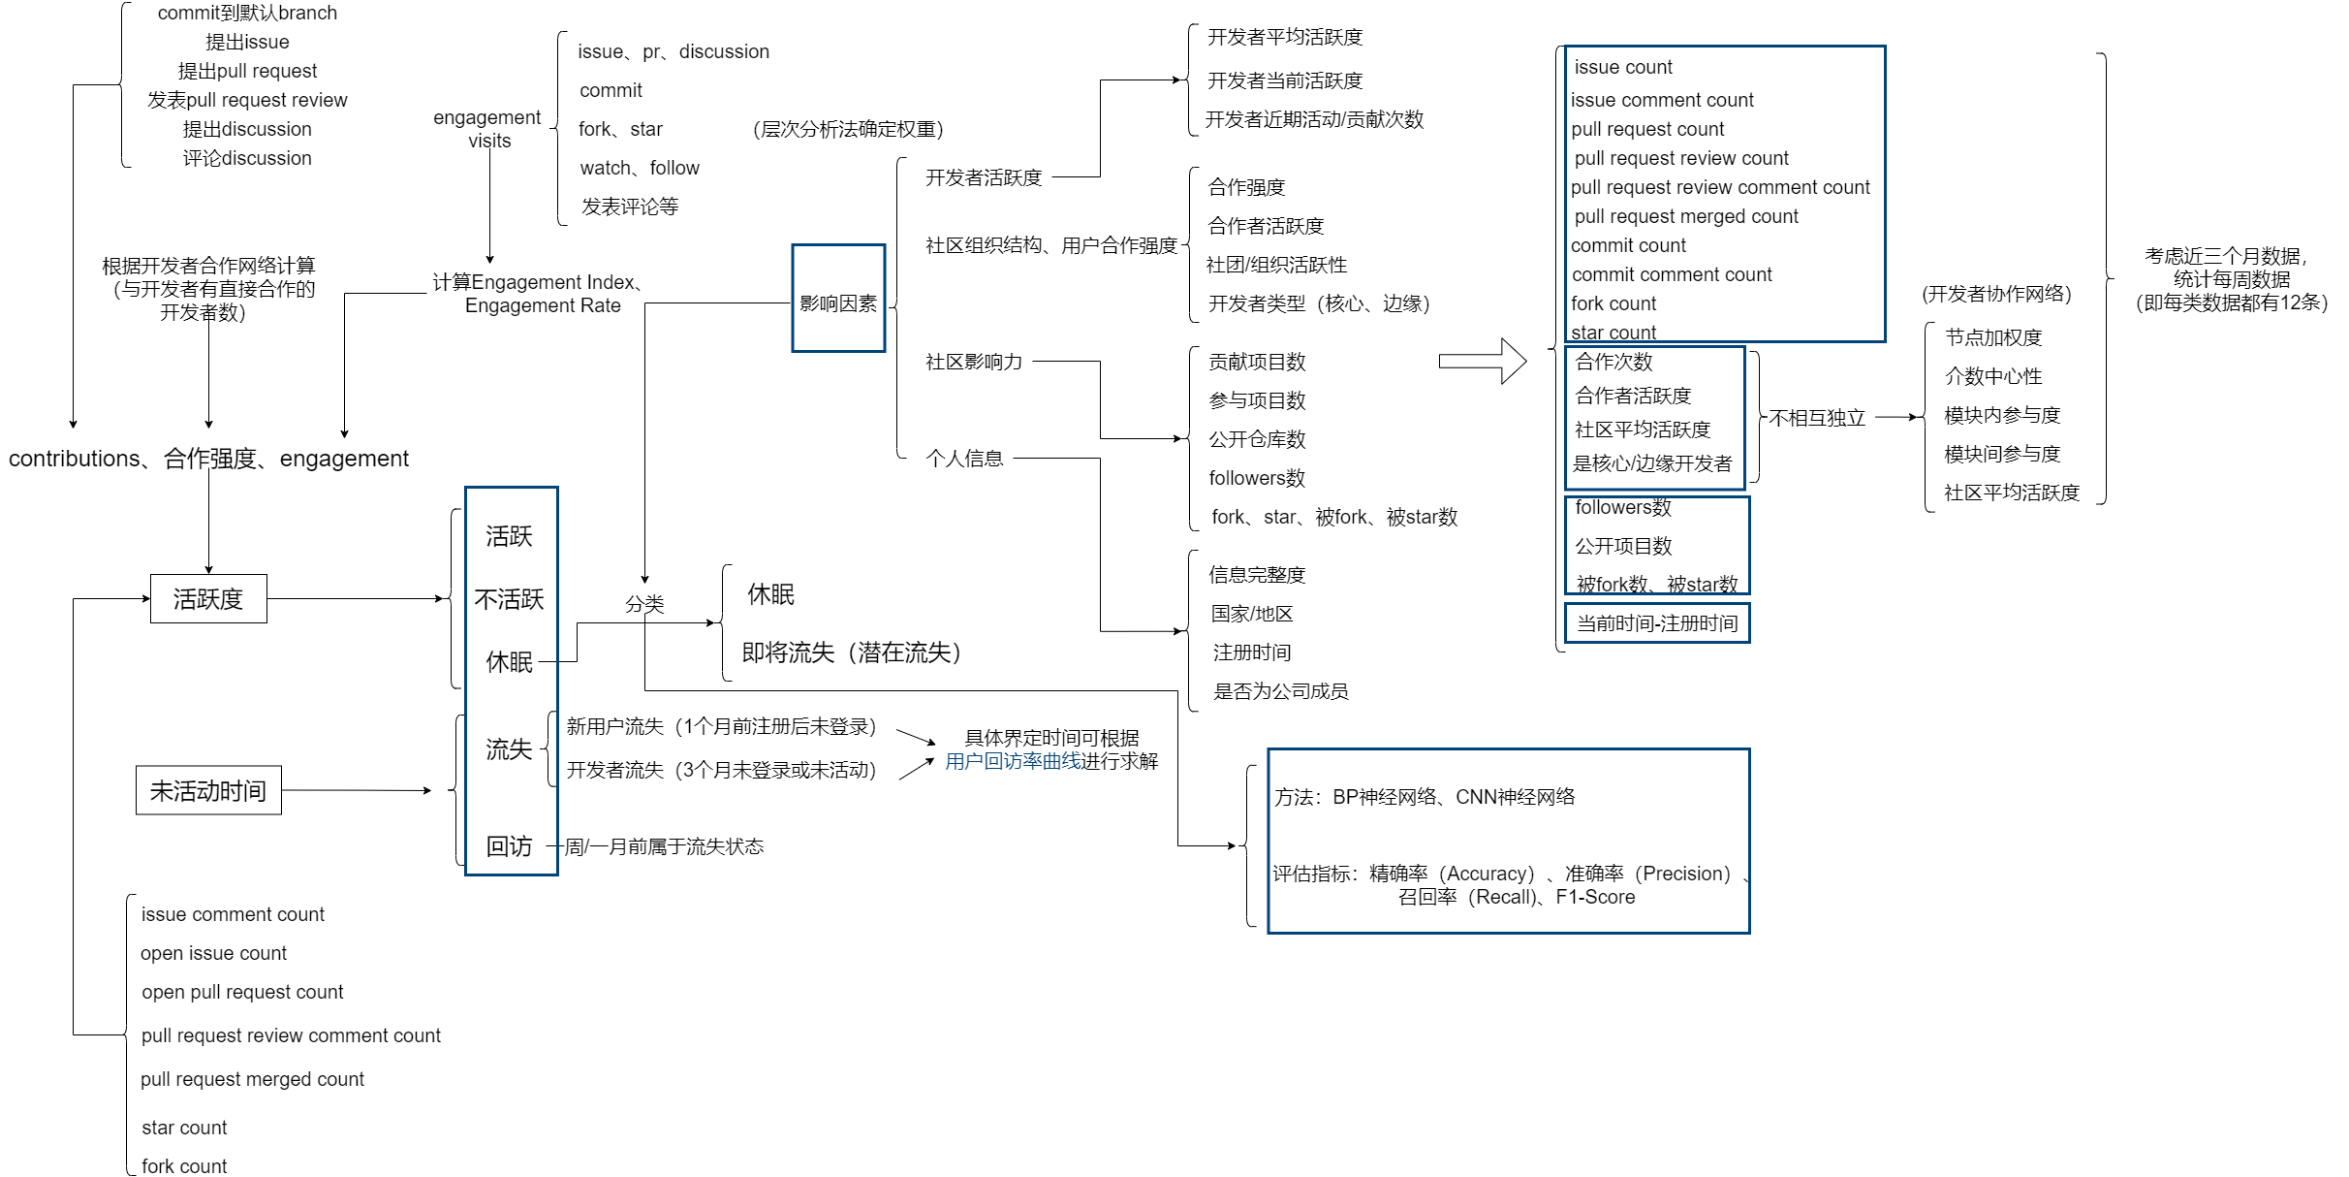 commit到默认branch
提出issue
提出pull request
发表pull request review
提出discussion
评论discussion
engagement
visits
issue、pr、discussion
commit
fork、star
watch、follow
发表评论等
(层次分析法确定权重)
根据开发者合作网络计算
（与开发者有直接合作的
开发者数）
计算Engagement Index、
Engagement Rate
contributions、合作强度、engagement
活跃度
未活动时间
活跃
不活跃
休眠
流失
回访
分类
休眠
即将流失（潜在流失）
新用户流失（1个月前注册后未登录）
开发者流失（3个月未登录或未活动）
具体界定时间可根据
用户回访率曲线进行求解
周/一月前属于流失状态
issue comment count
open issue count
open pull request count
pull request review comment count
pull request merged count
star count
fork count
影响因素
开发者活跃度
社区组织结构、用户合作强度
社区影响力
个人信息
开发者平均活跃度
开发者当前活跃度
开发者近期活动/贡献次数
合作强度
合作者活跃度
社团/组织活跃性
开发者类型（核心、边缘）
贡献项目数
参与项目数
公开仓库数
followers数
fork、star、被fork、被star数
信息完整度
国家/地区
注册时间
是否为公司成员
方法：BP神经网络、CNN神经网络
评估指标：精确率（Accuracy）、准确率（Precision）、
召回率（Recall)、F1-Score
issue count
issue comment count
pull request count
pull request review count
pull request review comment count
pull request merged count
commit count
commit comment count
fork count
star count
合作次数
合作者活跃度
社区平均活跃度
是核心/边缘开发者
followers数
公开项目数
被fork数、被star数
当前时间-注册时间
不相互独立
(开发者协作网络)
节点加权度
介数中心性
模块内参与度
模块间参与度
社区平均活跃度
考虑近三个月数据，
统计每周数据
（即每类数据都有12条）